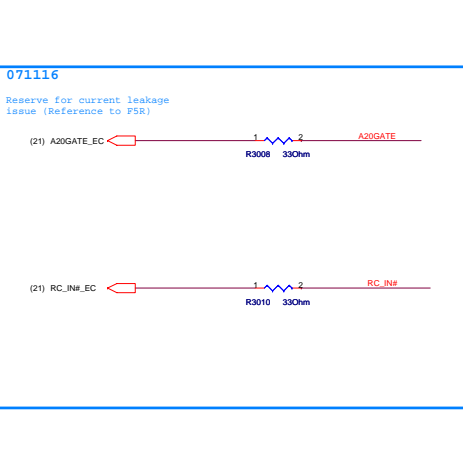 071116
Reserve for current leakage
issue (Reference to F5R)
(21) A20GATE_EC 1 2 A20GATE
R3008 33Ohm
(21) RC_IN#_EC 1 2 RC_IN#
R3010 33Ohm